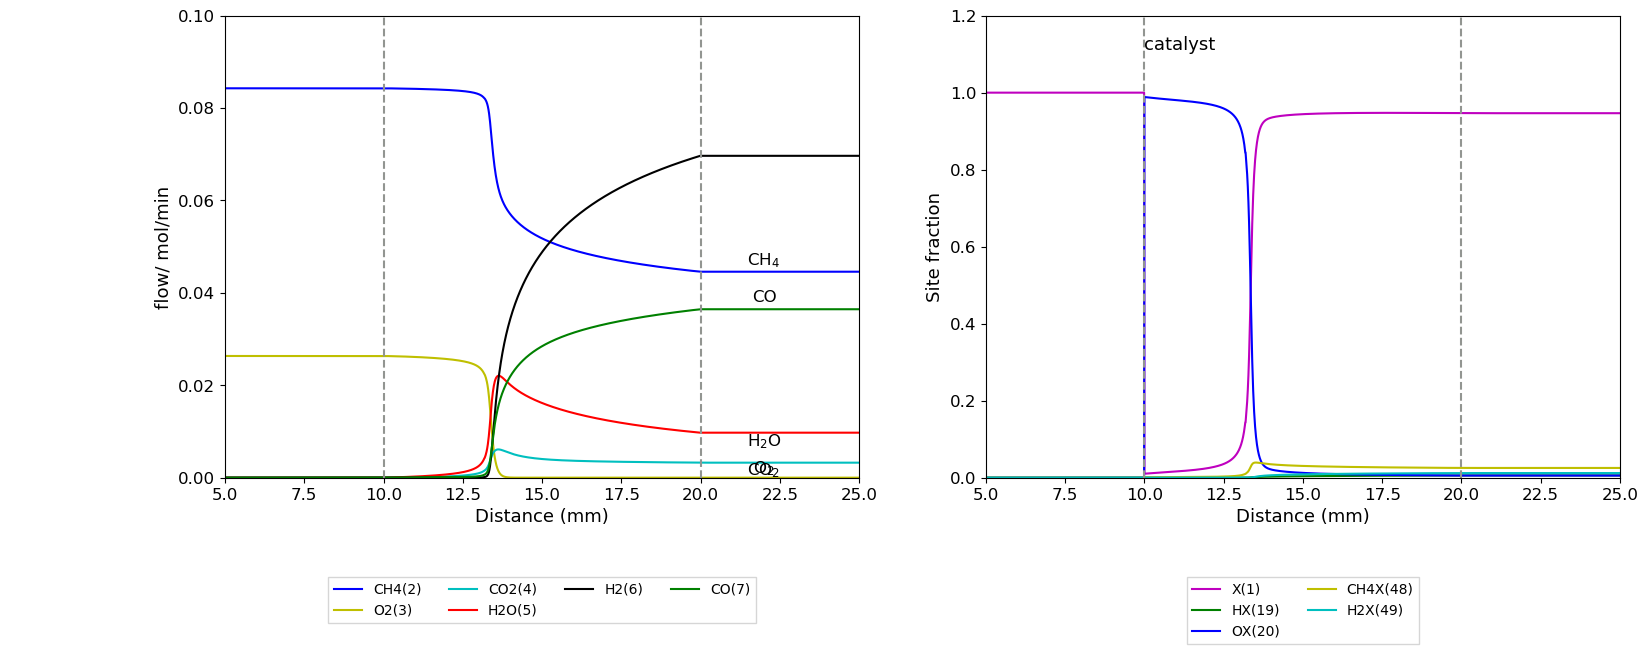 0.10
0.08
0.06
0.04
0.02
0.00
flow/ mol/min
CH₄
CO
H₂O
O₂
CO₂
5.0 7.5 10.0 12.5 15.0 17.5 20.0 22.5 25.0
Distance (mm)
CH4(2) CO2(4) H2(6) CO(7)
O2(3) H2O(5)
1.2
1.0
0.8
0.6
0.4
0.2
0.0
Site fraction
catalyst
5.0 7.5 10.0 12.5 15.0 17.5 20.0 22.5 25.0
Distance (mm)
X(1) CH4X(48)
HX(19) H2X(49)
OX(20)